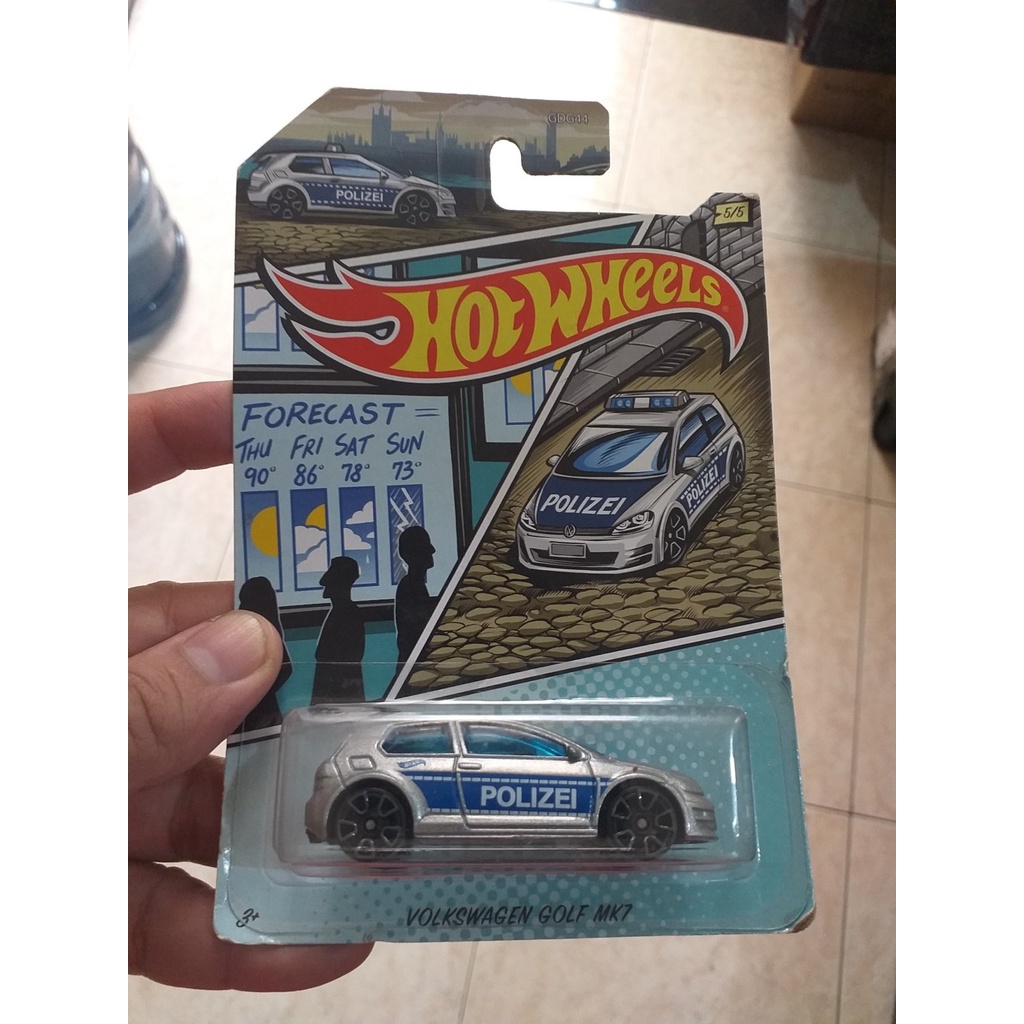 GDG44
POLIZEI
5/5
HOT WHEELS
FORECAST =
THU FRI SAT SUN
90° 86° 78° 73°
POLIZEI
POLIZEI
POLIZEI
3+
VOLKSWAGEN GOLF MK7